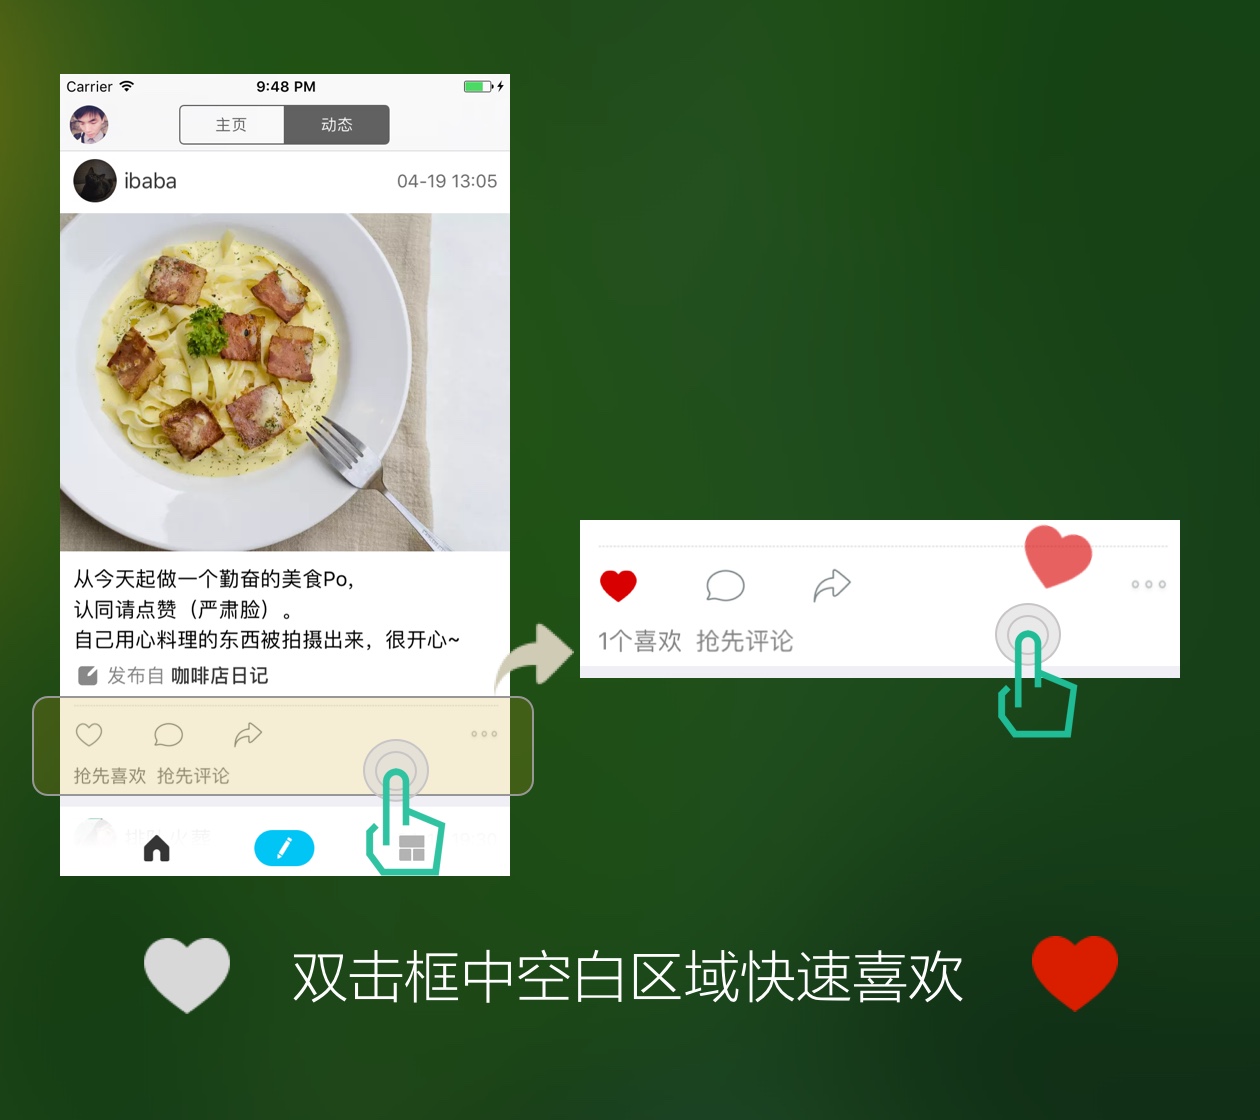 Carrier 9:48 PM
主页 动态
ibaba 04-19 13:05
从今天起做一个勤奋的美食Po,
认同请点赞（严肃脸）。
自己用心料理的东西被拍摄出来，很开心~
发布自 咖啡店日记
抢先喜欢 抢先评论
1个喜欢 抢先评论
双击框中空白区域快速喜欢